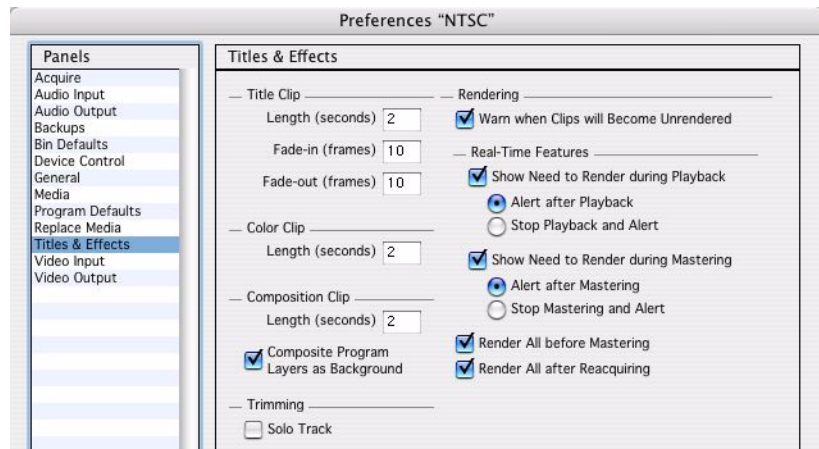 Preferences “NTSC”
Panels
Acquire
Audio Input
Audio Output
Backups
Bin Defaults
Device Control
General
Media
Program Defaults
Replace Media
Titles & Effects
Video Input
Video Output
Titles & Effects
Title Clip
Length (seconds) 2
Fade-in (frames) 10
Fade-out (frames) 10
Color Clip
Length (seconds) 2
Composition Clip
Length (seconds) 2
Composite Program
Layers as Background
Trimming
Solo Track
Rendering
Warn when Clips will Become Unrendered
Real-Time Features
Show Need to Render during Playback
Alert after Playback
Stop Playback and Alert
Show Need to Render during Mastering
Alert after Mastering
Stop Mastering and Alert
Render All before Mastering
Render All after Reacquiring